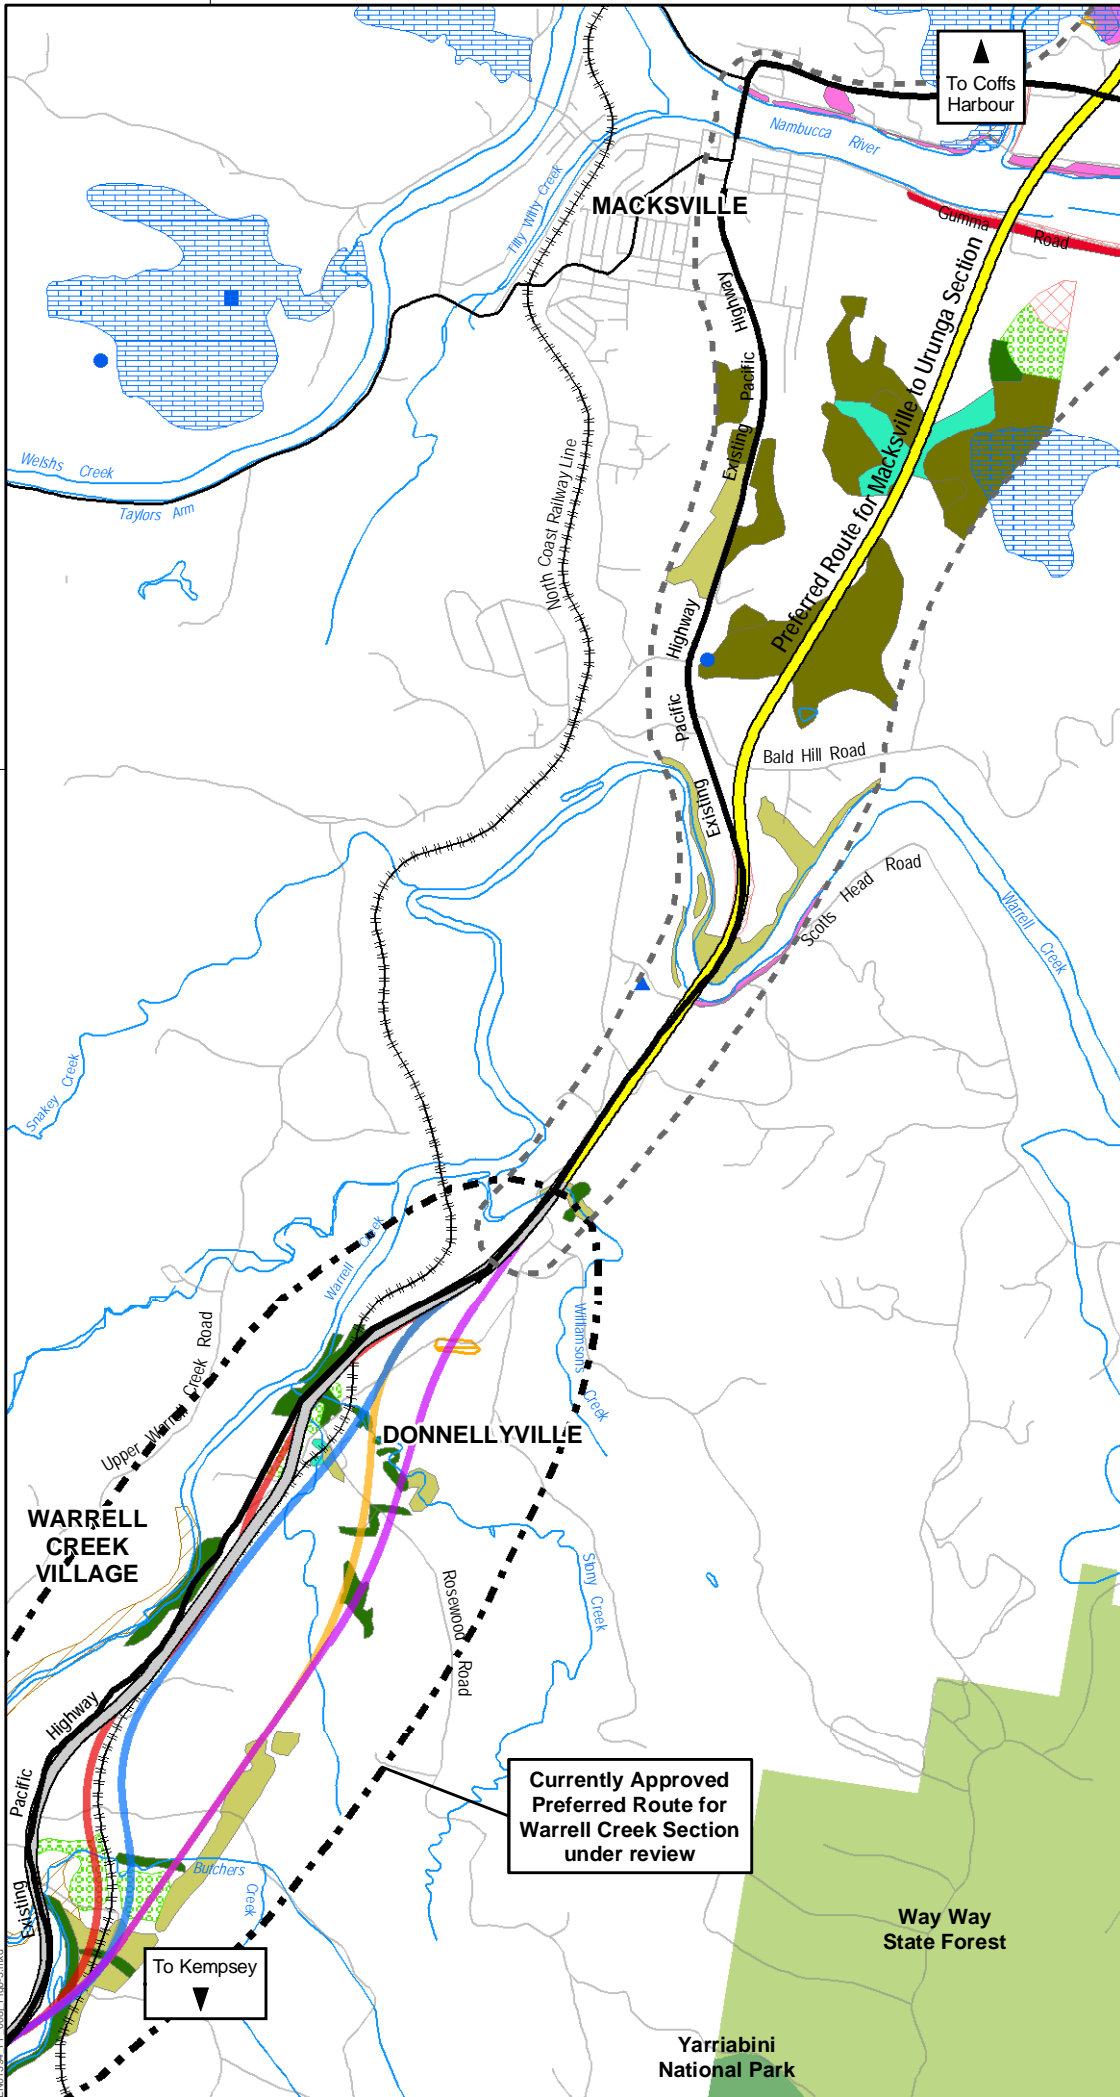 To Coffs
Harbour
Nambucca River
Tilly Willy Creek
MACKSVILLE
Gumma Road
Highway
Pacific
Existing
Preferred Route for Macksville to Urunga Section
Welshs Creek
Taylors Arm
North Coast Railway Line
Highway
Pacific
Existing
Bald Hill Road
Scotts Head Road
Warrell Creek
Snakey Creek
Warrell Creek
Williamsons Creek
Upper Warrell Creek Road
DONNELLYVILLE
WARRELL
CREEK
VILLAGE
Stony Creek
Rosewood Road
Highway
Pacific
Existing
Currently Approved
Preferred Route for
Warrell Creek Section
under review
Butchers Creek
To Kempsey
Way Way
State Forest
Yarriabini
National Park